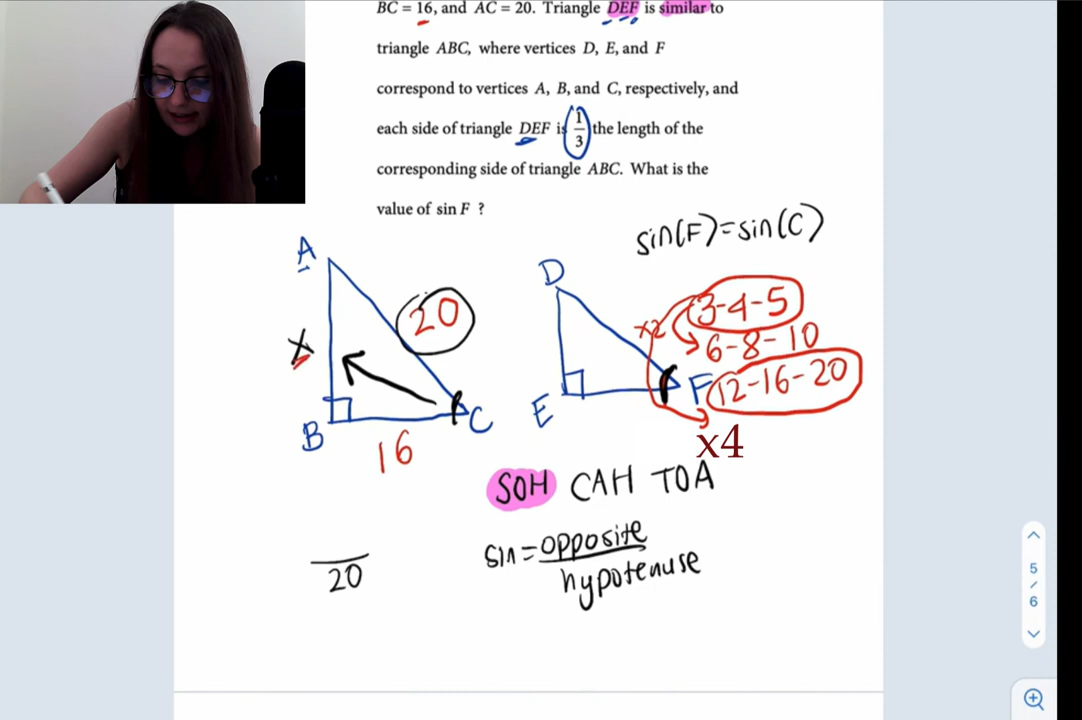 BC = 16, and AC = 20. Triangle DEF is similar to
triangle ABC, where vertices D, E, and F
correspond to vertices A, B, and C, respectively, and
each side of triangle DEF is 1/3 the length of the
corresponding side of triangle ABC. What is the
value of sin F ?
sin(F)=sin(C)
A
20
x
B
16
C
D
E
F
3-4-5
x2
6-8-10
12-16-20
x4
SOH CAH TOA
sin = opposite
hypotenuse
20
5
/
6